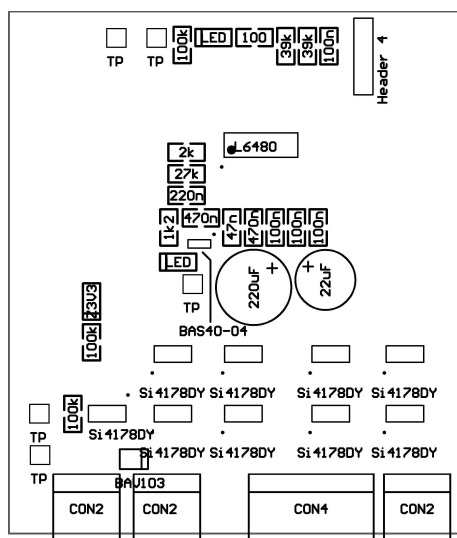 TP
TP
100k
LED
100
39k
39k
100n
Header 4
L6480
2k
27k
220n
1k2
470n
47n
470n
100n
100n
100n
LED
TP
220uF
+
22uF
+
BAS40-04
23V3
100k
Si4178DY
Si4178DY
Si4178DY
Si4178DY
TP
100k
Si4178DY
Si4178DY
Si4178DY
Si4178DY
Si4178DY
TP
BAV103
CON2
CON2
CON4
CON2